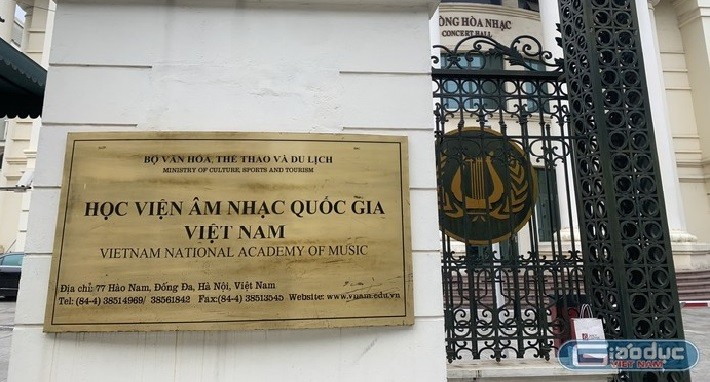 ÒNG HÒA NHẠC
CONCERT HALL
BỘ VĂN HÓA, THỂ THAO VÀ DU LỊCH
MINISTRY OF CULTURE, SPORTS AND TOURISM
HỌC VIỆN ÂM NHẠC QUỐC GIA
VIỆT NAM
VIETNAM NATIONAL ACADEMY OF MUSIC
Địa chỉ: 77 Hào Nam, Đống Đa, Hà Nội, Việt Nam
Tel: (84-4) 38514969/ 38561842 Fax:(84-4) 38513545 Website: www.vnam.edu.vn
Giáoduc
VIỆT NAM